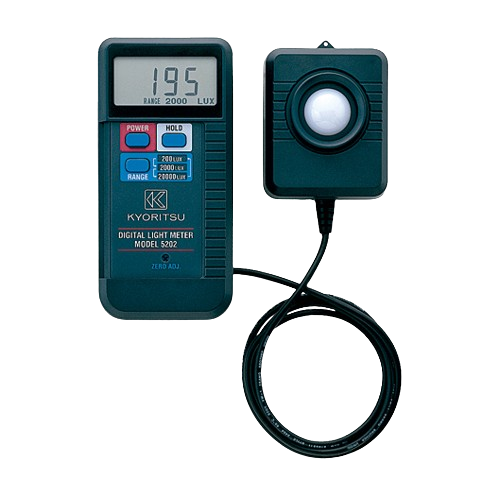 195
RANGE 2000 LUX
POWER HOLD
200LUX
2000LUX
20000LUX
RANGE
K
KYORITSU
DIGITAL LIGHT METER
MODEL 5202
ZERO ADJ